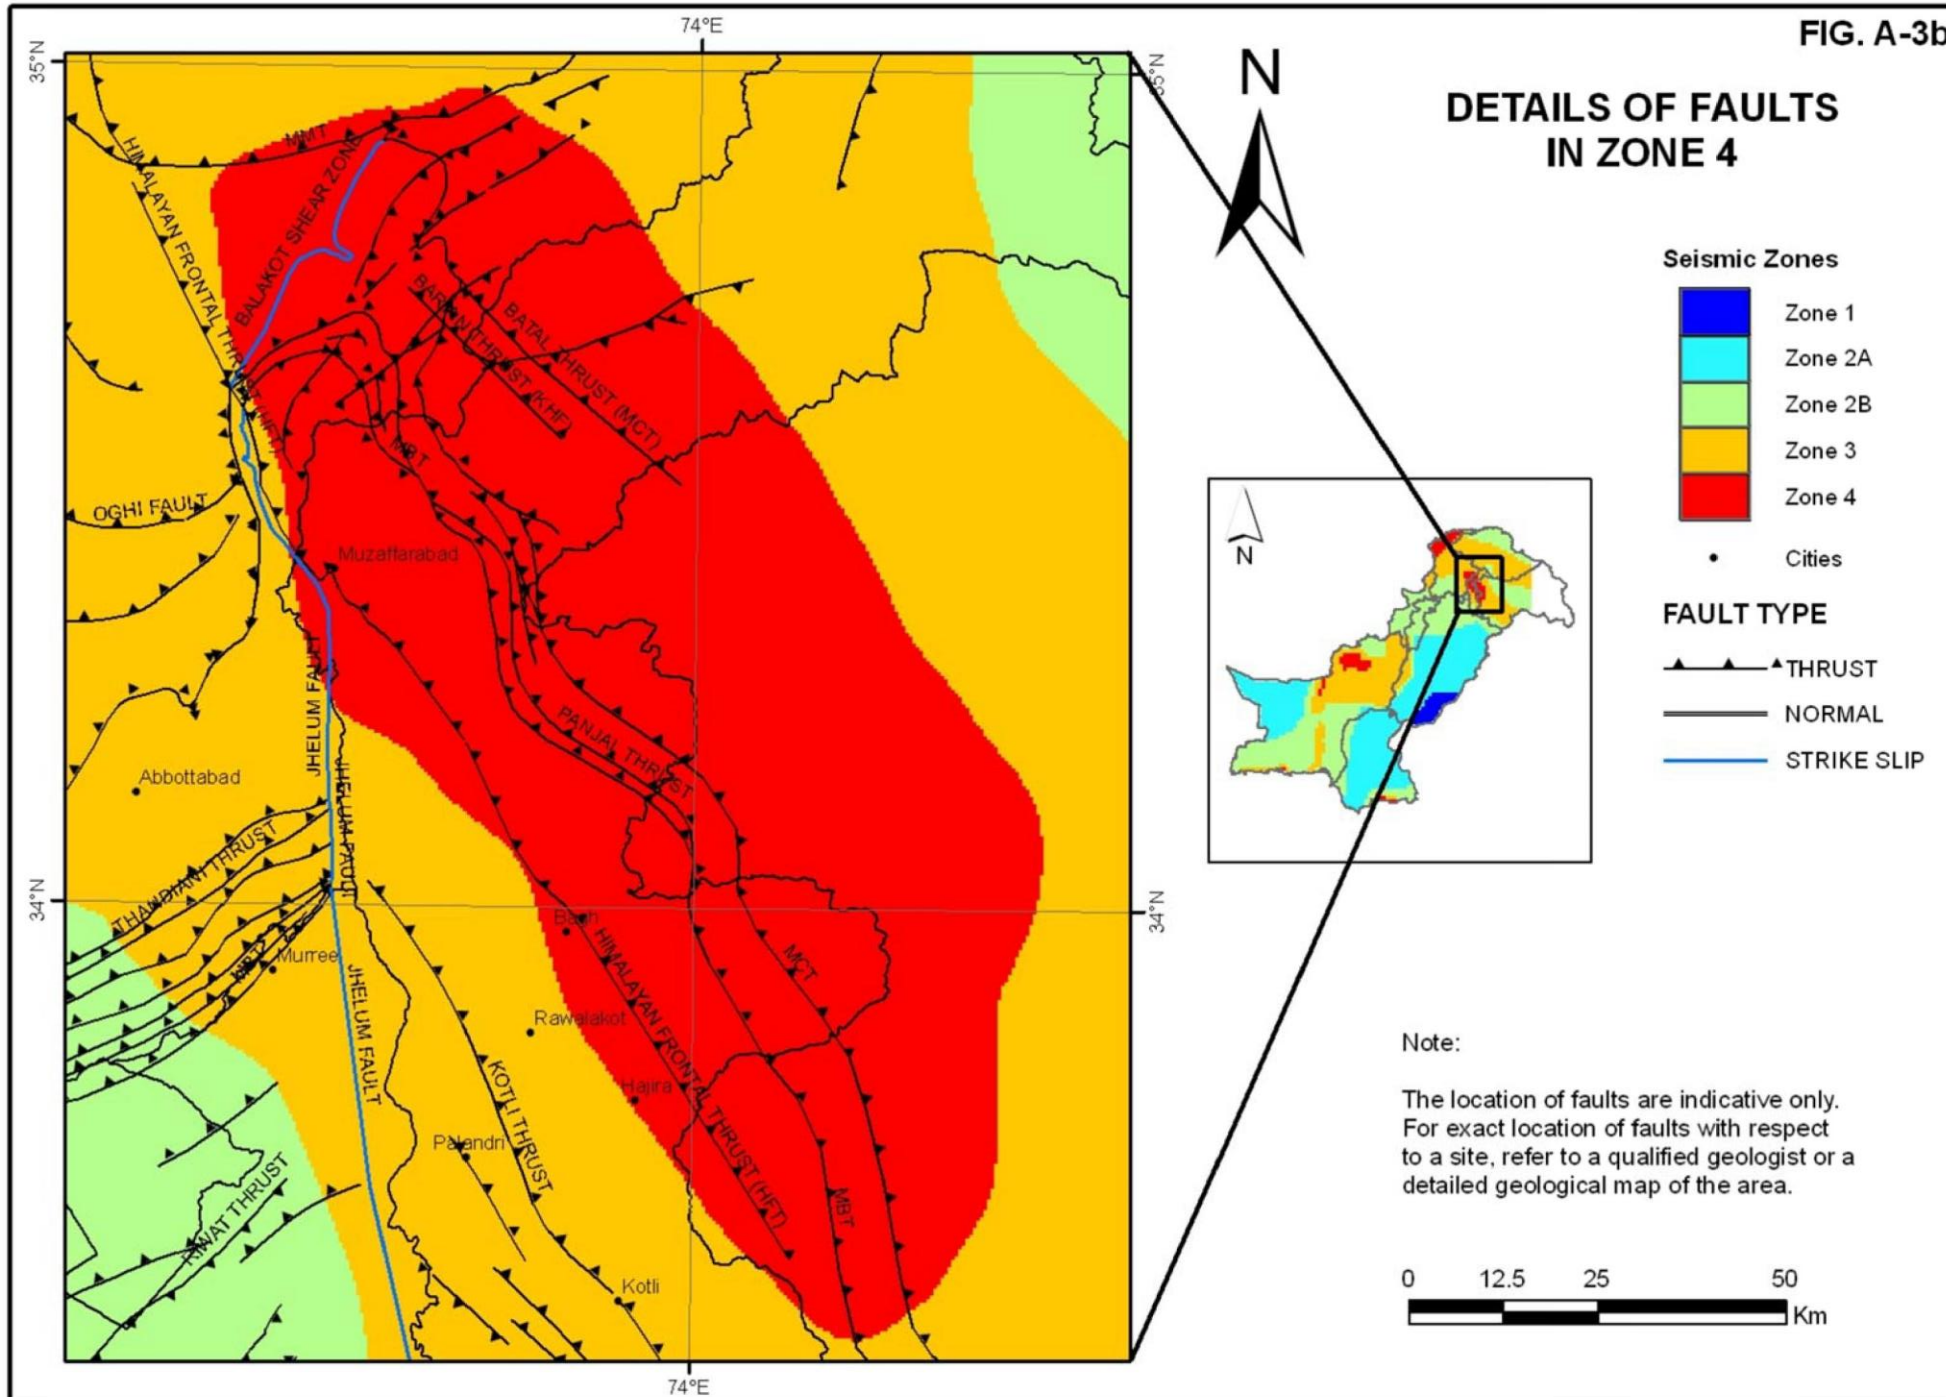 FIG. A-3b
DETAILS OF FAULTS
IN ZONE 4
74°E
35°N
35°N
N
MMT
HIMALAYAN FRONTAL THRUST (HFT)
BALAKOT SHEAR ZONE
BATAL THRUST (MCT)
THRUST (KHF)
MBT
OGHI FAULT
Muzaffarabad
JHELUM FAULT
JHELUM FAULT
PANJAL THRUST
Abbottabad
THANDIANI THRUST
34°N
34°N
MBT
Murree
Bagh
HIMALAYAN FRONTAL THRUST (HFT)
MCT
JHELUM FAULT
Rawalakot
KOTLI THRUST
Hajira
Palandri
RIWAT THRUST
MBT
Kotli
74°E
Seismic Zones
Zone 1
Zone 2A
Zone 2B
Zone 3
Zone 4
Cities
FAULT TYPE
THRUST
NORMAL
STRIKE SLIP
N
Note:
The location of faults are indicative only.
For exact location of faults with respect
to a site, refer to a qualified geologist or a
detailed geological map of the area.
0 12.5 25 50
Km